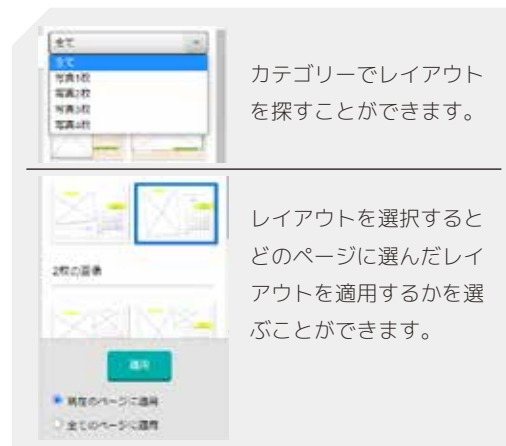 全て
全て
写真1枚
写真2枚
写真3枚
写真4枚
カテゴリーでレイアウト
を探すことができます。
2枚の画像
レイアウトを選択すると
どのページに選んだレイ
アウトを適用するかを選
ぶことができます。
適用
現在のページに適用
全てのページに適用